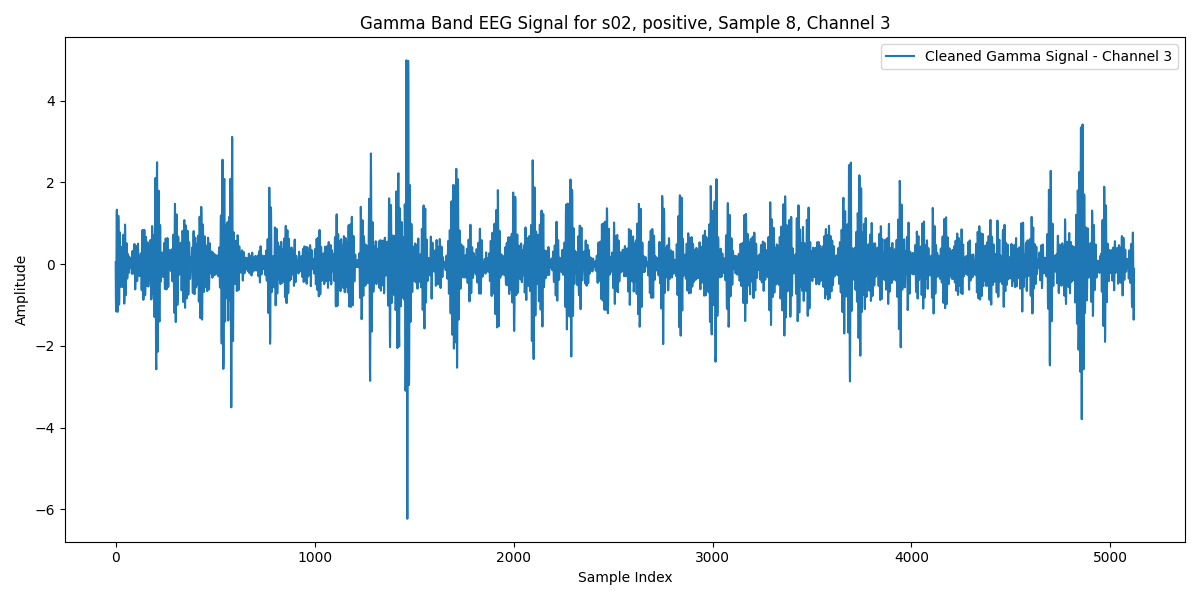 Gamma Band EEG Signal for s02, positive, Sample 8, Channel 3
Cleaned Gamma Signal - Channel 3
Amplitude
4
2
0
−2
−4
−6
0 1000 2000 3000 4000 5000
Sample Index